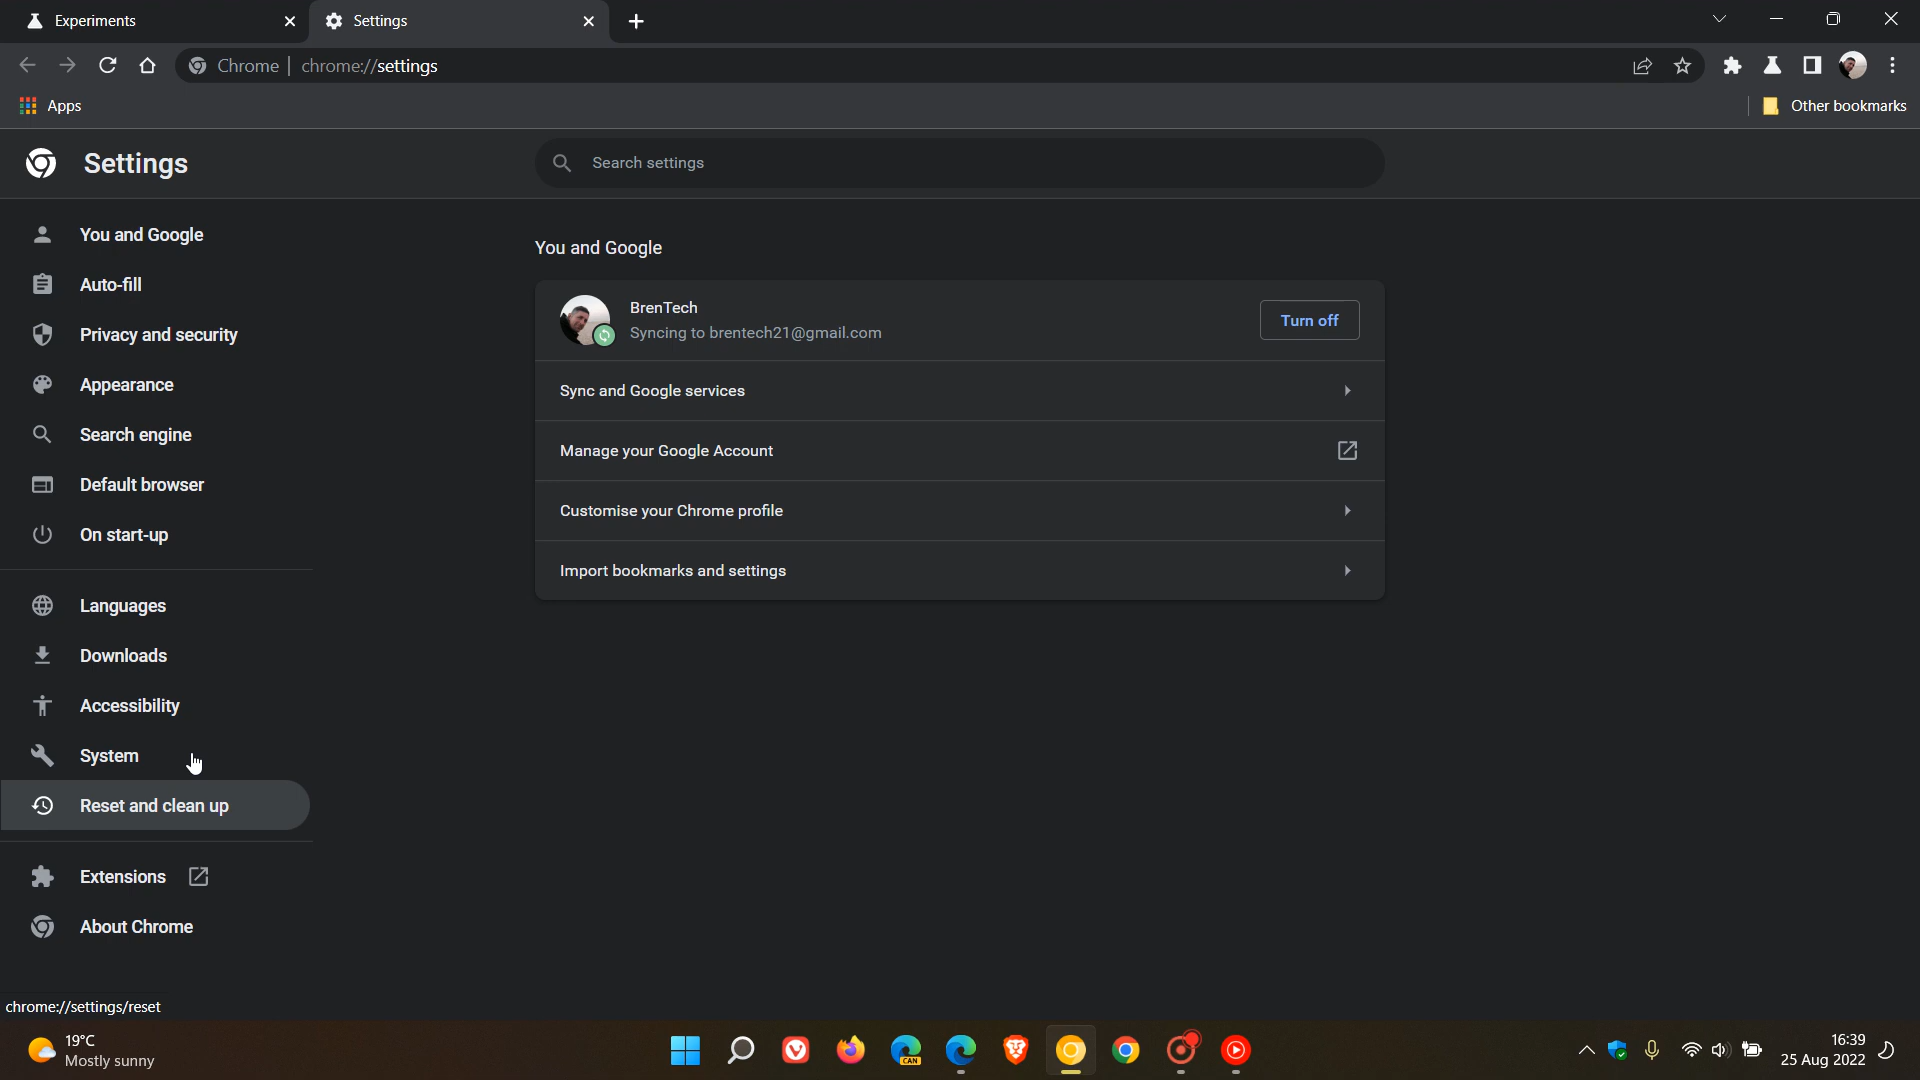 Experiments
Settings
Chrome | chrome://settings
Apps
Other bookmarks
Settings
Search settings
You and Google
Auto-fill
Privacy and security
Appearance
Search engine
Default browser
On start-up
Languages
Downloads
Accessibility
System
Reset and clean up
Extensions
About Chrome
You and Google
BrenTech
Syncing to brentech21@gmail.com
Turn off
Sync and Google services
Manage your Google Account
Customise your Chrome profile
Import bookmarks and settings
chrome://settings/reset
19°C
Mostly sunny
CAN
16:39
25 Aug 2022